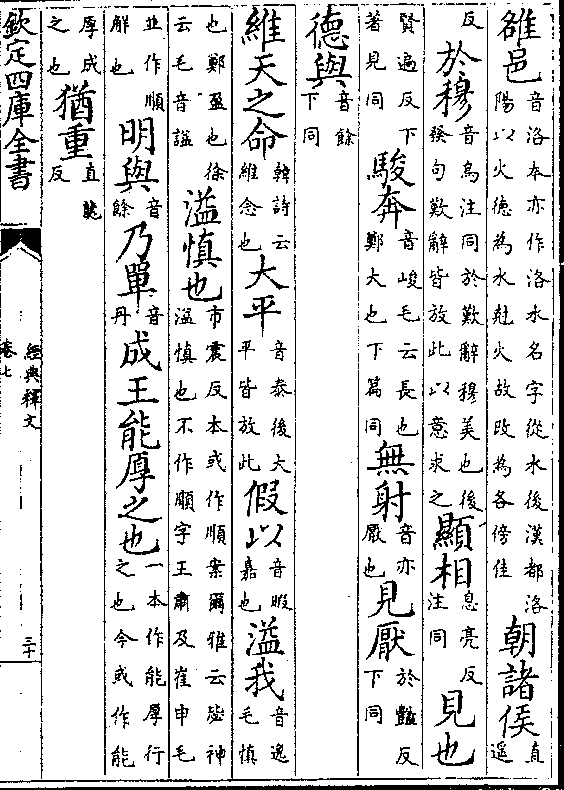 雒邑音洛本亦作洛水名字從水後漢都洛陽以火德為水尅火故改為各傍隹朝諸侯直遥
反於穆音烏注同於歎辭穆美也後發句歎辭皆放此以意求之顯相息亮反注同見也
賢遍反下著見同駿奔音峻毛云長也鄭大也下篇同無射音亦厭也見厭於豔反下同
德與音餘下同
維天之命韓詩云維念也大平音泰後大平皆放此假以音暇嘉也溢我音逸毛慎
也鄭盈也徐云毛音謚溢慎也市震反本或作順案爾雅云毖神溢慎也不作順字王肅及崔申毛
並作順解也明與音餘乃單音丹成王能厚之也一本作能厚行之也今或作能
厚成之也猶重直龍反
欽定四庫全書
經典釋文
卷七
三十